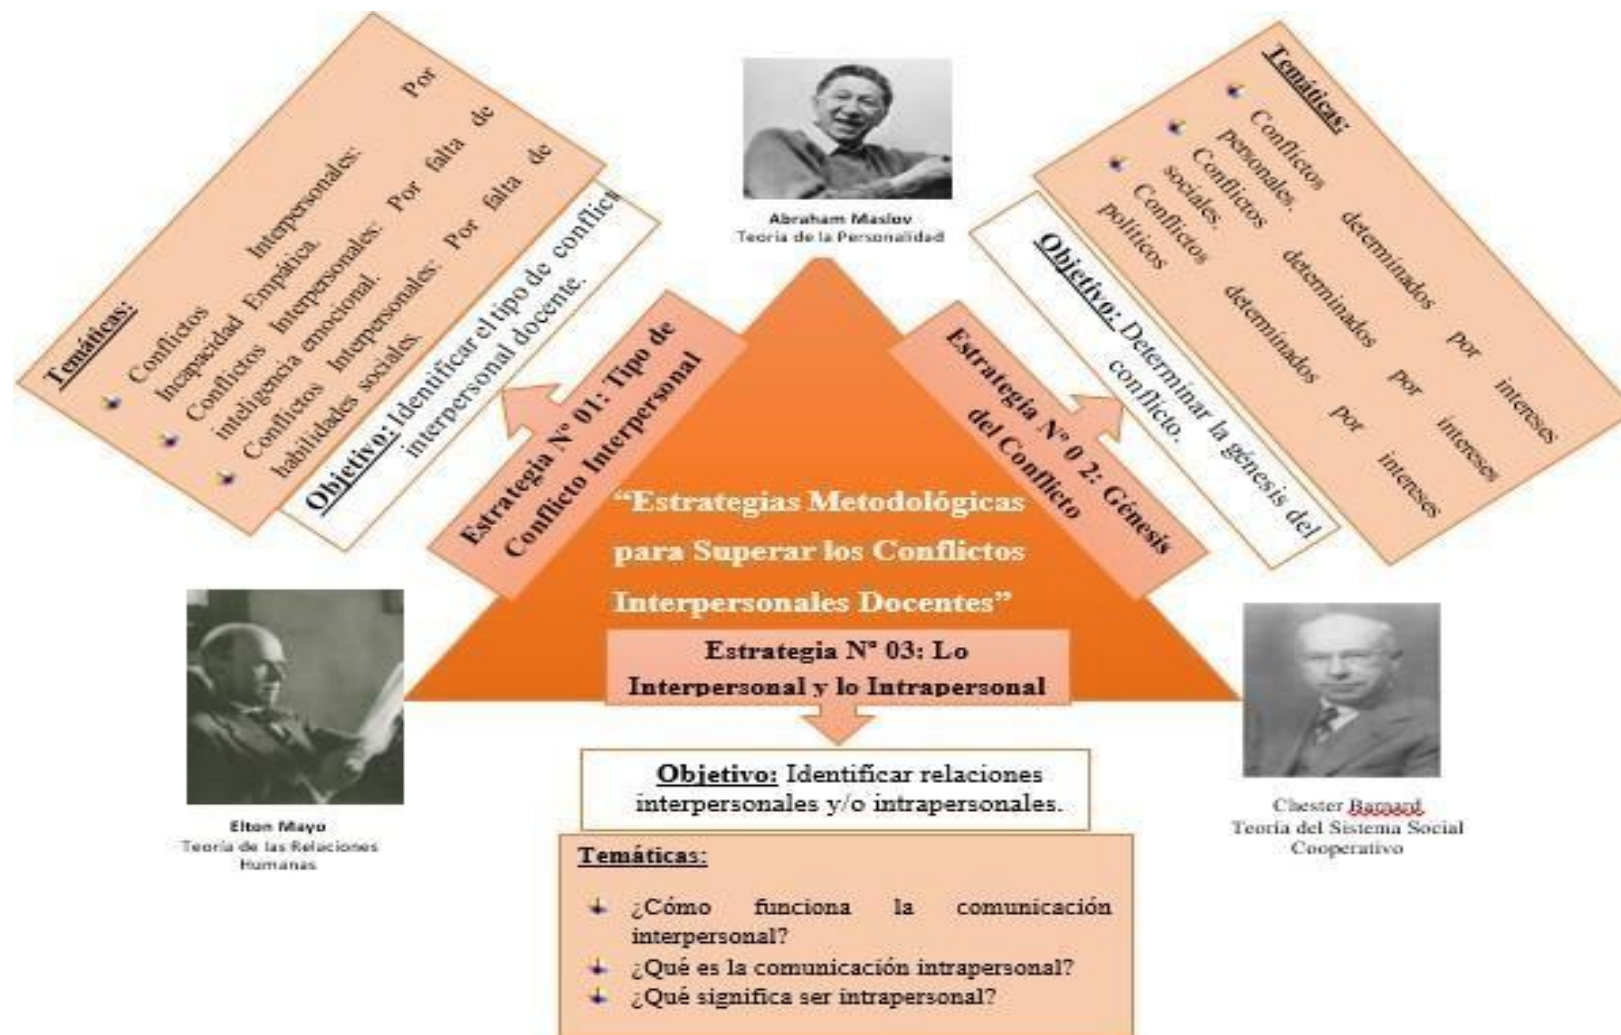 Temáticas:
Conflictos Interpersonales: Por
Incapacidad Empática.
Conflictos Interpersonales: Por falta de
inteligencia emocional.
Conflictos Interpersonales: Por falta de
habilidades sociales.
Objetivo: Identificar el tipo de conflict
interpersonal docente.
Estrategia Nº 01: Tipo de
Conflicto Interpersonal
Abraham Maslov
Teoría de la Personalidad
Temáticas:
Conflictos determinados por intereses
personales.
Conflictos determinados por intereses
sociales.
Conflictos determinados por intereses
políticos
Objetivo: Determinar la génesis del
conflicto.
Estrategia Nº 0 2: Génesis
del Conflicto
“Estrategias Metodológicas
para Superar los Conflictos
Interpersonales Docentes”
Estrategia Nº 03: Lo
Interpersonal y lo Intrapersonal
Elton Mayo
Teoría de las Relaciones
Humanas
Chester Barnard
Teoría del Sistema Social
Cooperativo
Objetivo: Identificar relaciones
interpersonales y/o intrapersonales.
Temáticas:
¿Cómo funciona la comunicación
interpersonal?
¿Qué es la comunicación intrapersonal?
¿Qué significa ser intrapersonal?